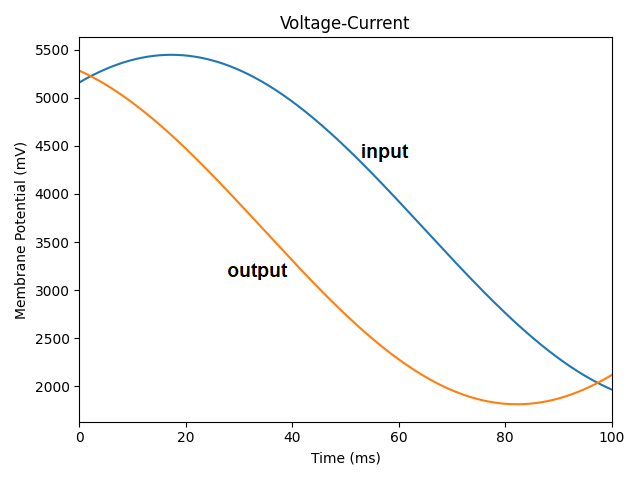 Voltage-Current
Membrane Potential (mV)
5500
5000
4500
4000
3500
3000
2500
2000
input
output
0 20 40 60 80 100
Time (ms)